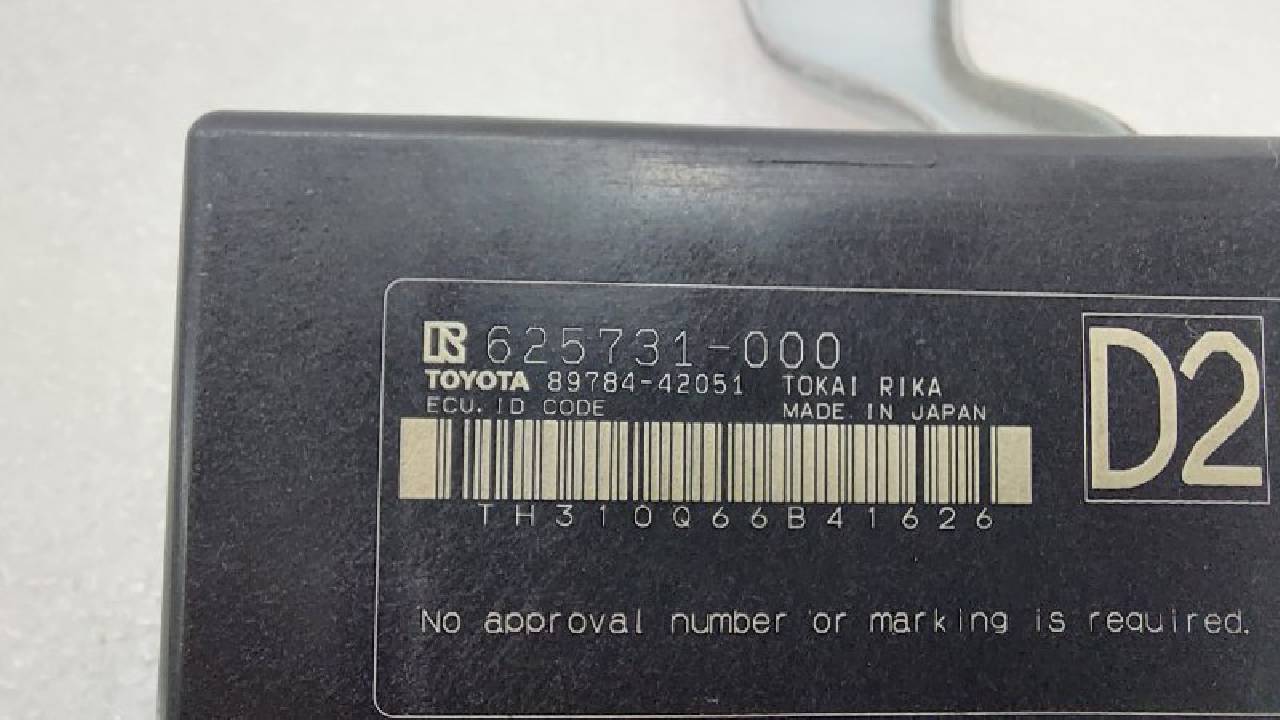 625731-000
TOYOTA 89784-42051 TOKAI RIKA
ECU. ID CODE MADE IN JAPAN
D2
TH310Q66B41626
No approval number or marking is required.